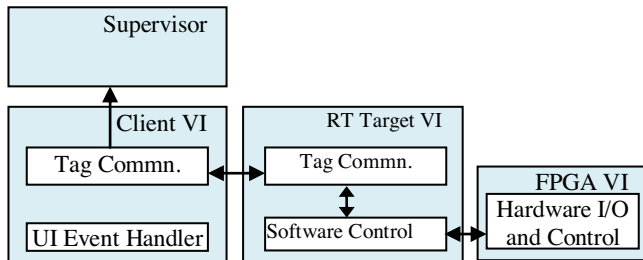 Supervisor
Client VI
Tag Commn.
UI Event Handler
RT Target VI
Tag Commn.
Software Control
FPGA VI
Hardware I/O
and Control